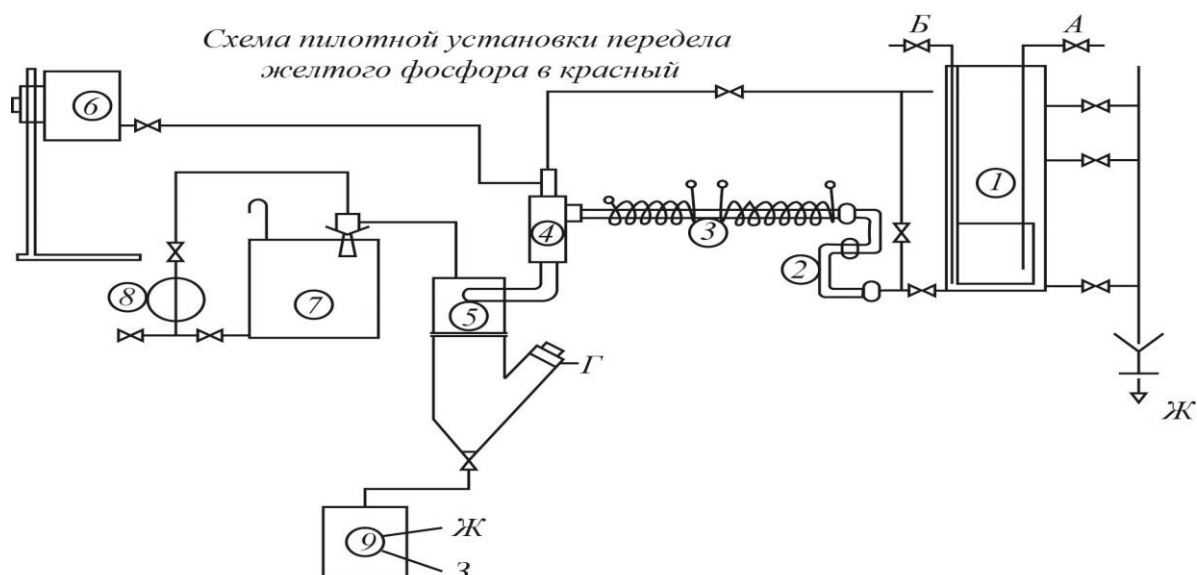 Схема пилотной установки передела
желтого фосфора в красный
Б
А
6
1
4
3
2
8
7
5
Г
Ж
9
Ж
З